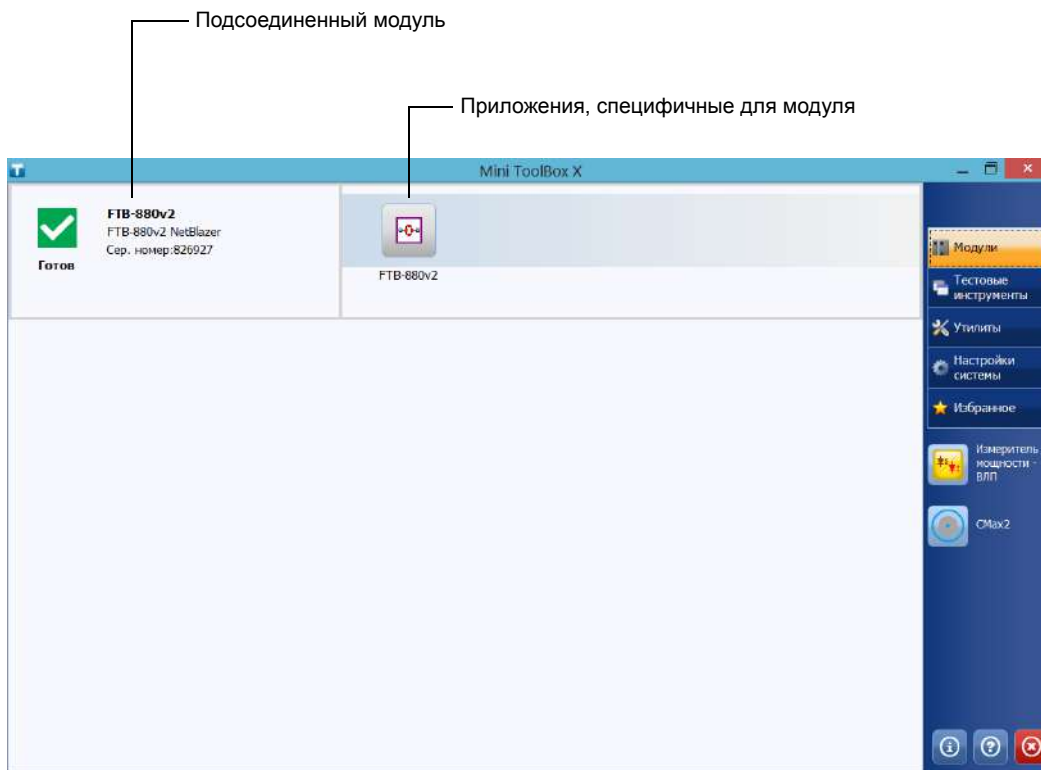 Подсоединенный модуль
Приложения, специфичные для модуля
Mini ToolBox X
FTB-880v2
FTB-880v2 NetBlazer
Сер. номер:826927
Готов
FTB-880v2
Модули
Тестовые
инструменты
Утилиты
Настройки
системы
Избранное
Измеритель
мощности -
ВЛП
CMax2